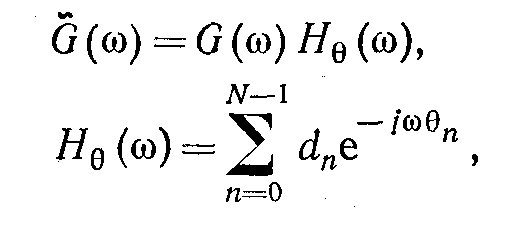 G̃(ω) = G(ω) H_θ(ω),
H_θ(ω) = ∑_{n=0}^{N—1} d_n e^{−jωθ_n},